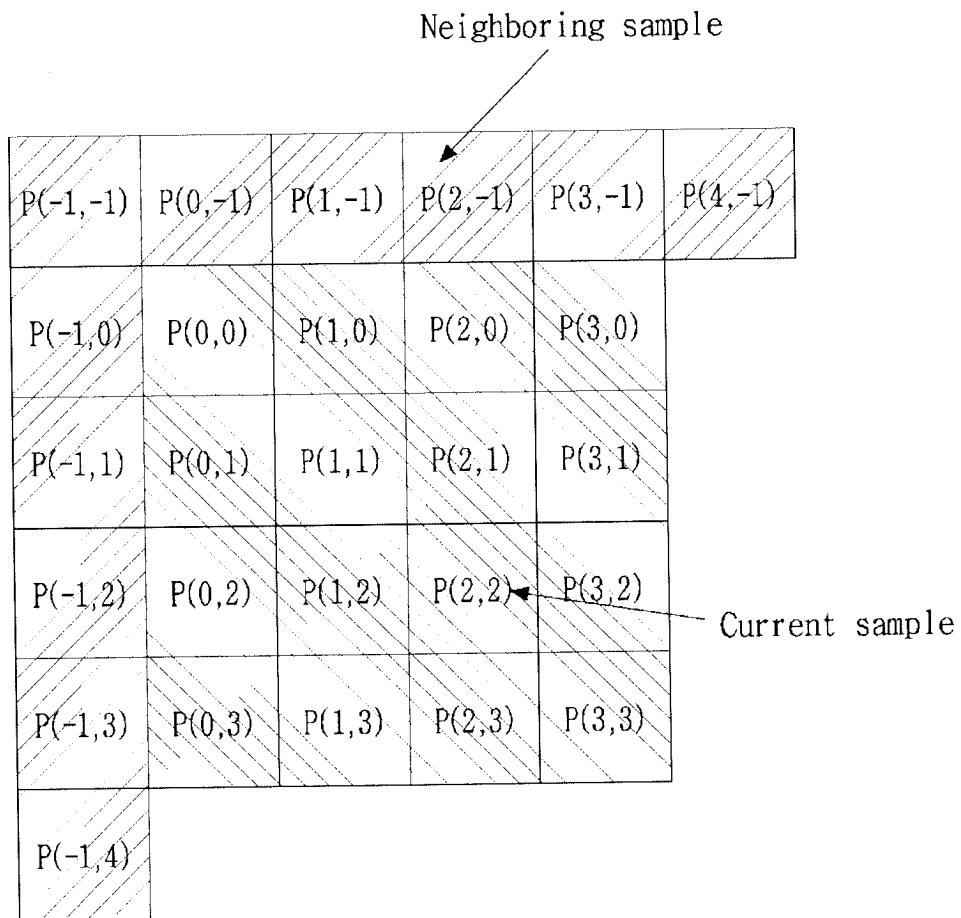 Neighboring sample
P(-1,-1) P(0,-1) P(1,-1) P(2,-1) P(3,-1) P(4,-1)
P(-1,0) P(0,0) P(1,0) P(2,0) P(3,0)
P(-1,1) P(0,1) P(1,1) P(2,1) P(3,1)
P(-1,2) P(0,2) P(1,2) P(2,2) P(3,2)
Current sample
P(-1,3) P(0,3) P(1,3) P(2,3) P(3,3)
P(-1,4)